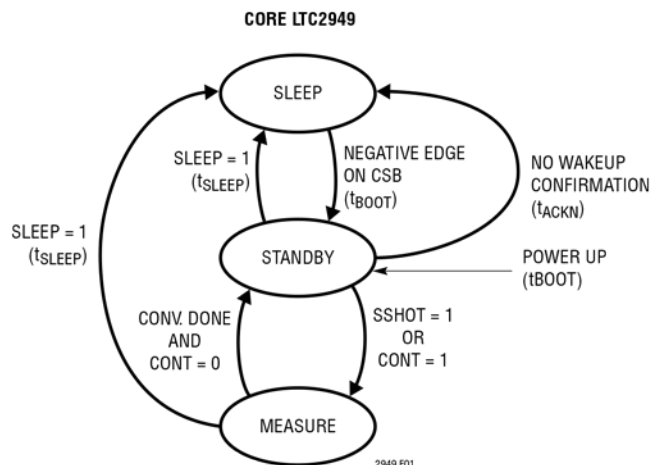 CORE LTC2949
SLEEP
SLEEP = 1
(tSLEEP)
NEGATIVE EDGE
ON CSB
(tBOOT)
NO WAKEUP
CONFIRMATION
(tACKN)
SLEEP = 1
(tSLEEP)
STANDBY
POWER UP
(tBOOT)
CONV. DONE
AND
CONT = 0
SSHOT = 1
OR
CONT = 1
MEASURE
2949 F01